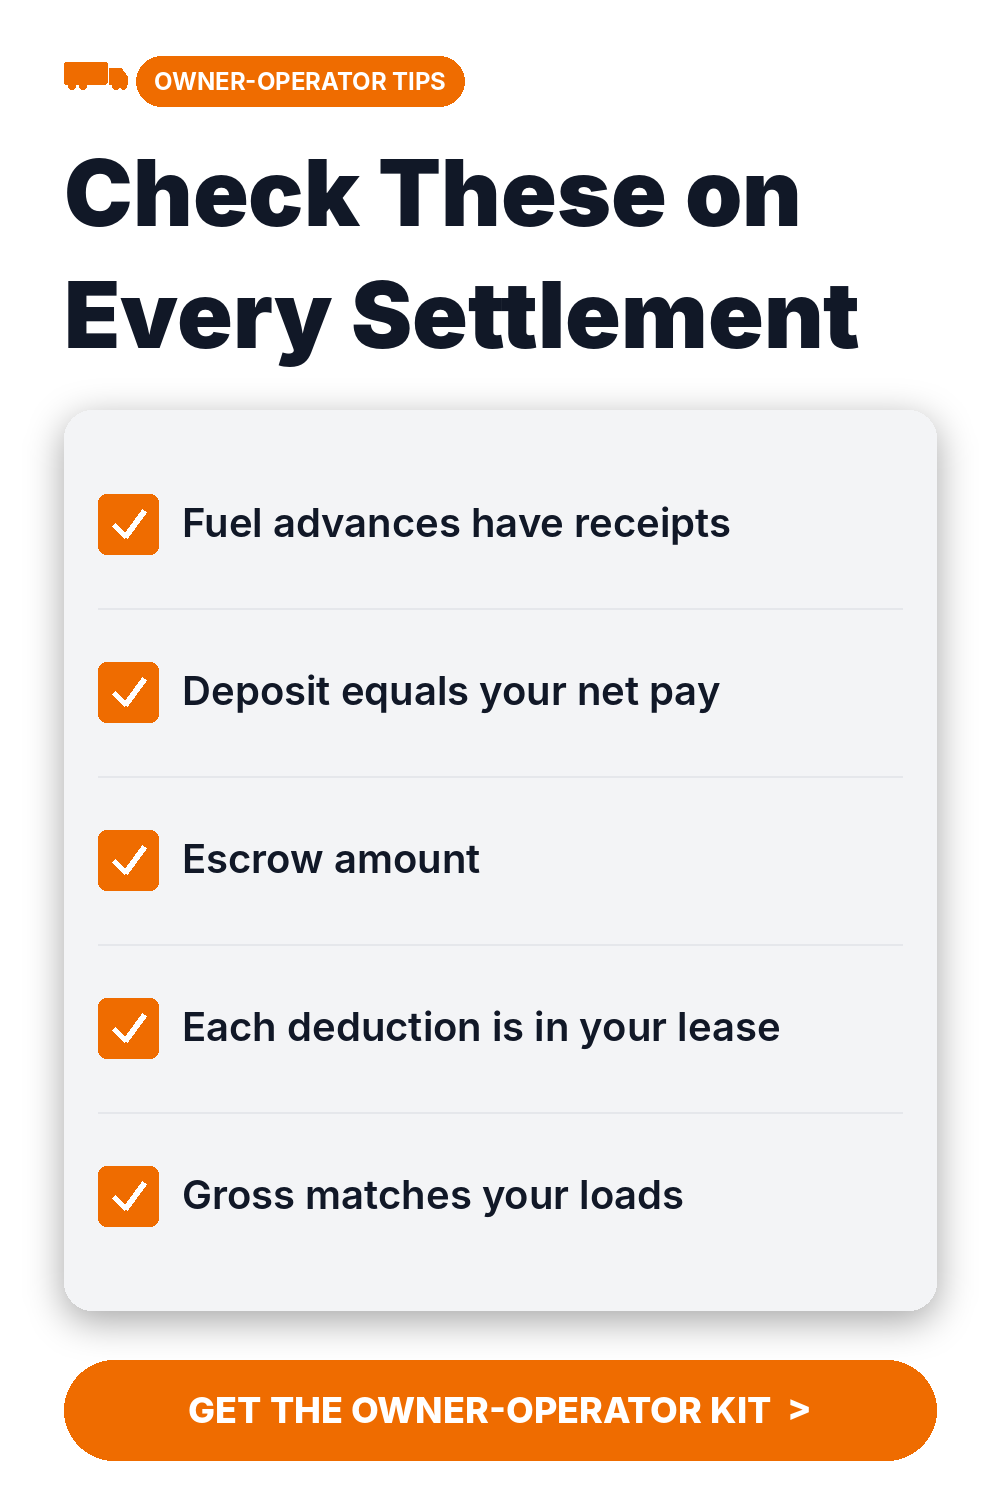 OWNER-OPERATOR TIPS
Check These on
Every Settlement
Fuel advances have receipts
Deposit equals your net pay
Escrow amount
Each deduction is in your lease
Gross matches your loads
GET THE OWNER-OPERATOR KIT >